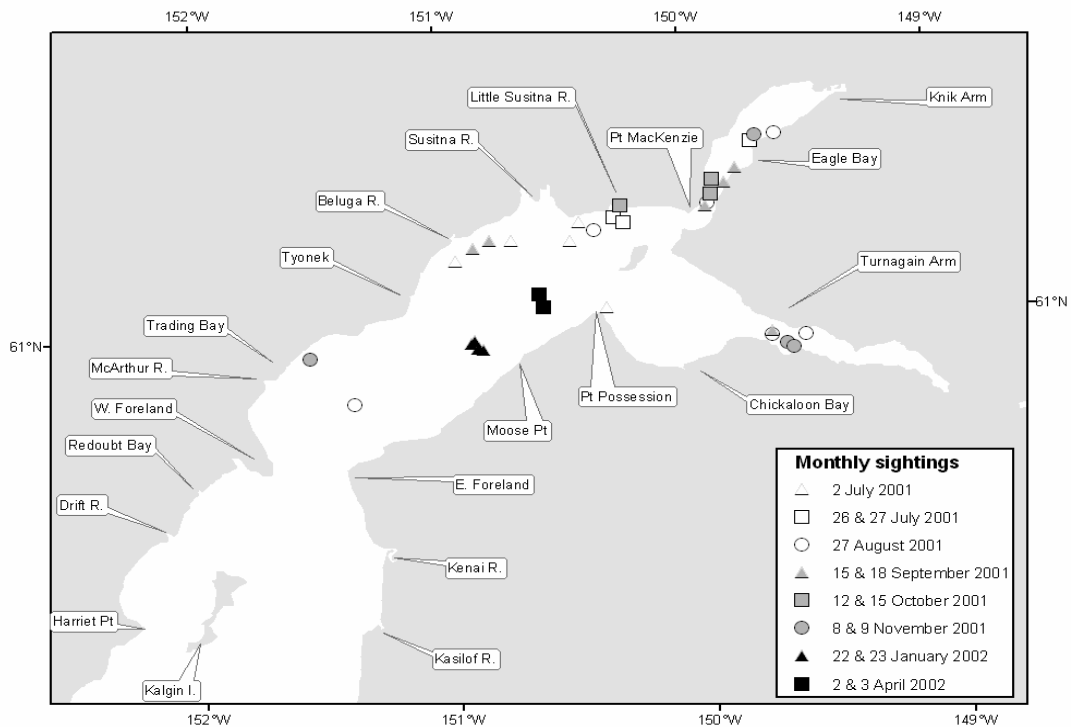 152°W
151°W
150°W
149°W
Little Susitna R.
Knik Arm
Susitna R.
Pt MacKenzie
Eagle Bay
Beluga R.
Tyonek
Turnagain Arm
61°N
Trading Bay
61°N
McArthur R.
Pt Possession
Chickaloon Bay
W. Foreland
Moose Pt
Redoubt Bay
E. Foreland
Drift R.
Kenai R.
Harriet Pt
Kasilof R.
Kalgin I.
Monthly sightings
2 July 2001
26 & 27 July 2001
27 August 2001
15 & 18 September 2001
12 & 15 October 2001
8 & 9 November 2001
22 & 23 January 2002
2 & 3 April 2002
152°W
151°W
150°W
149°W